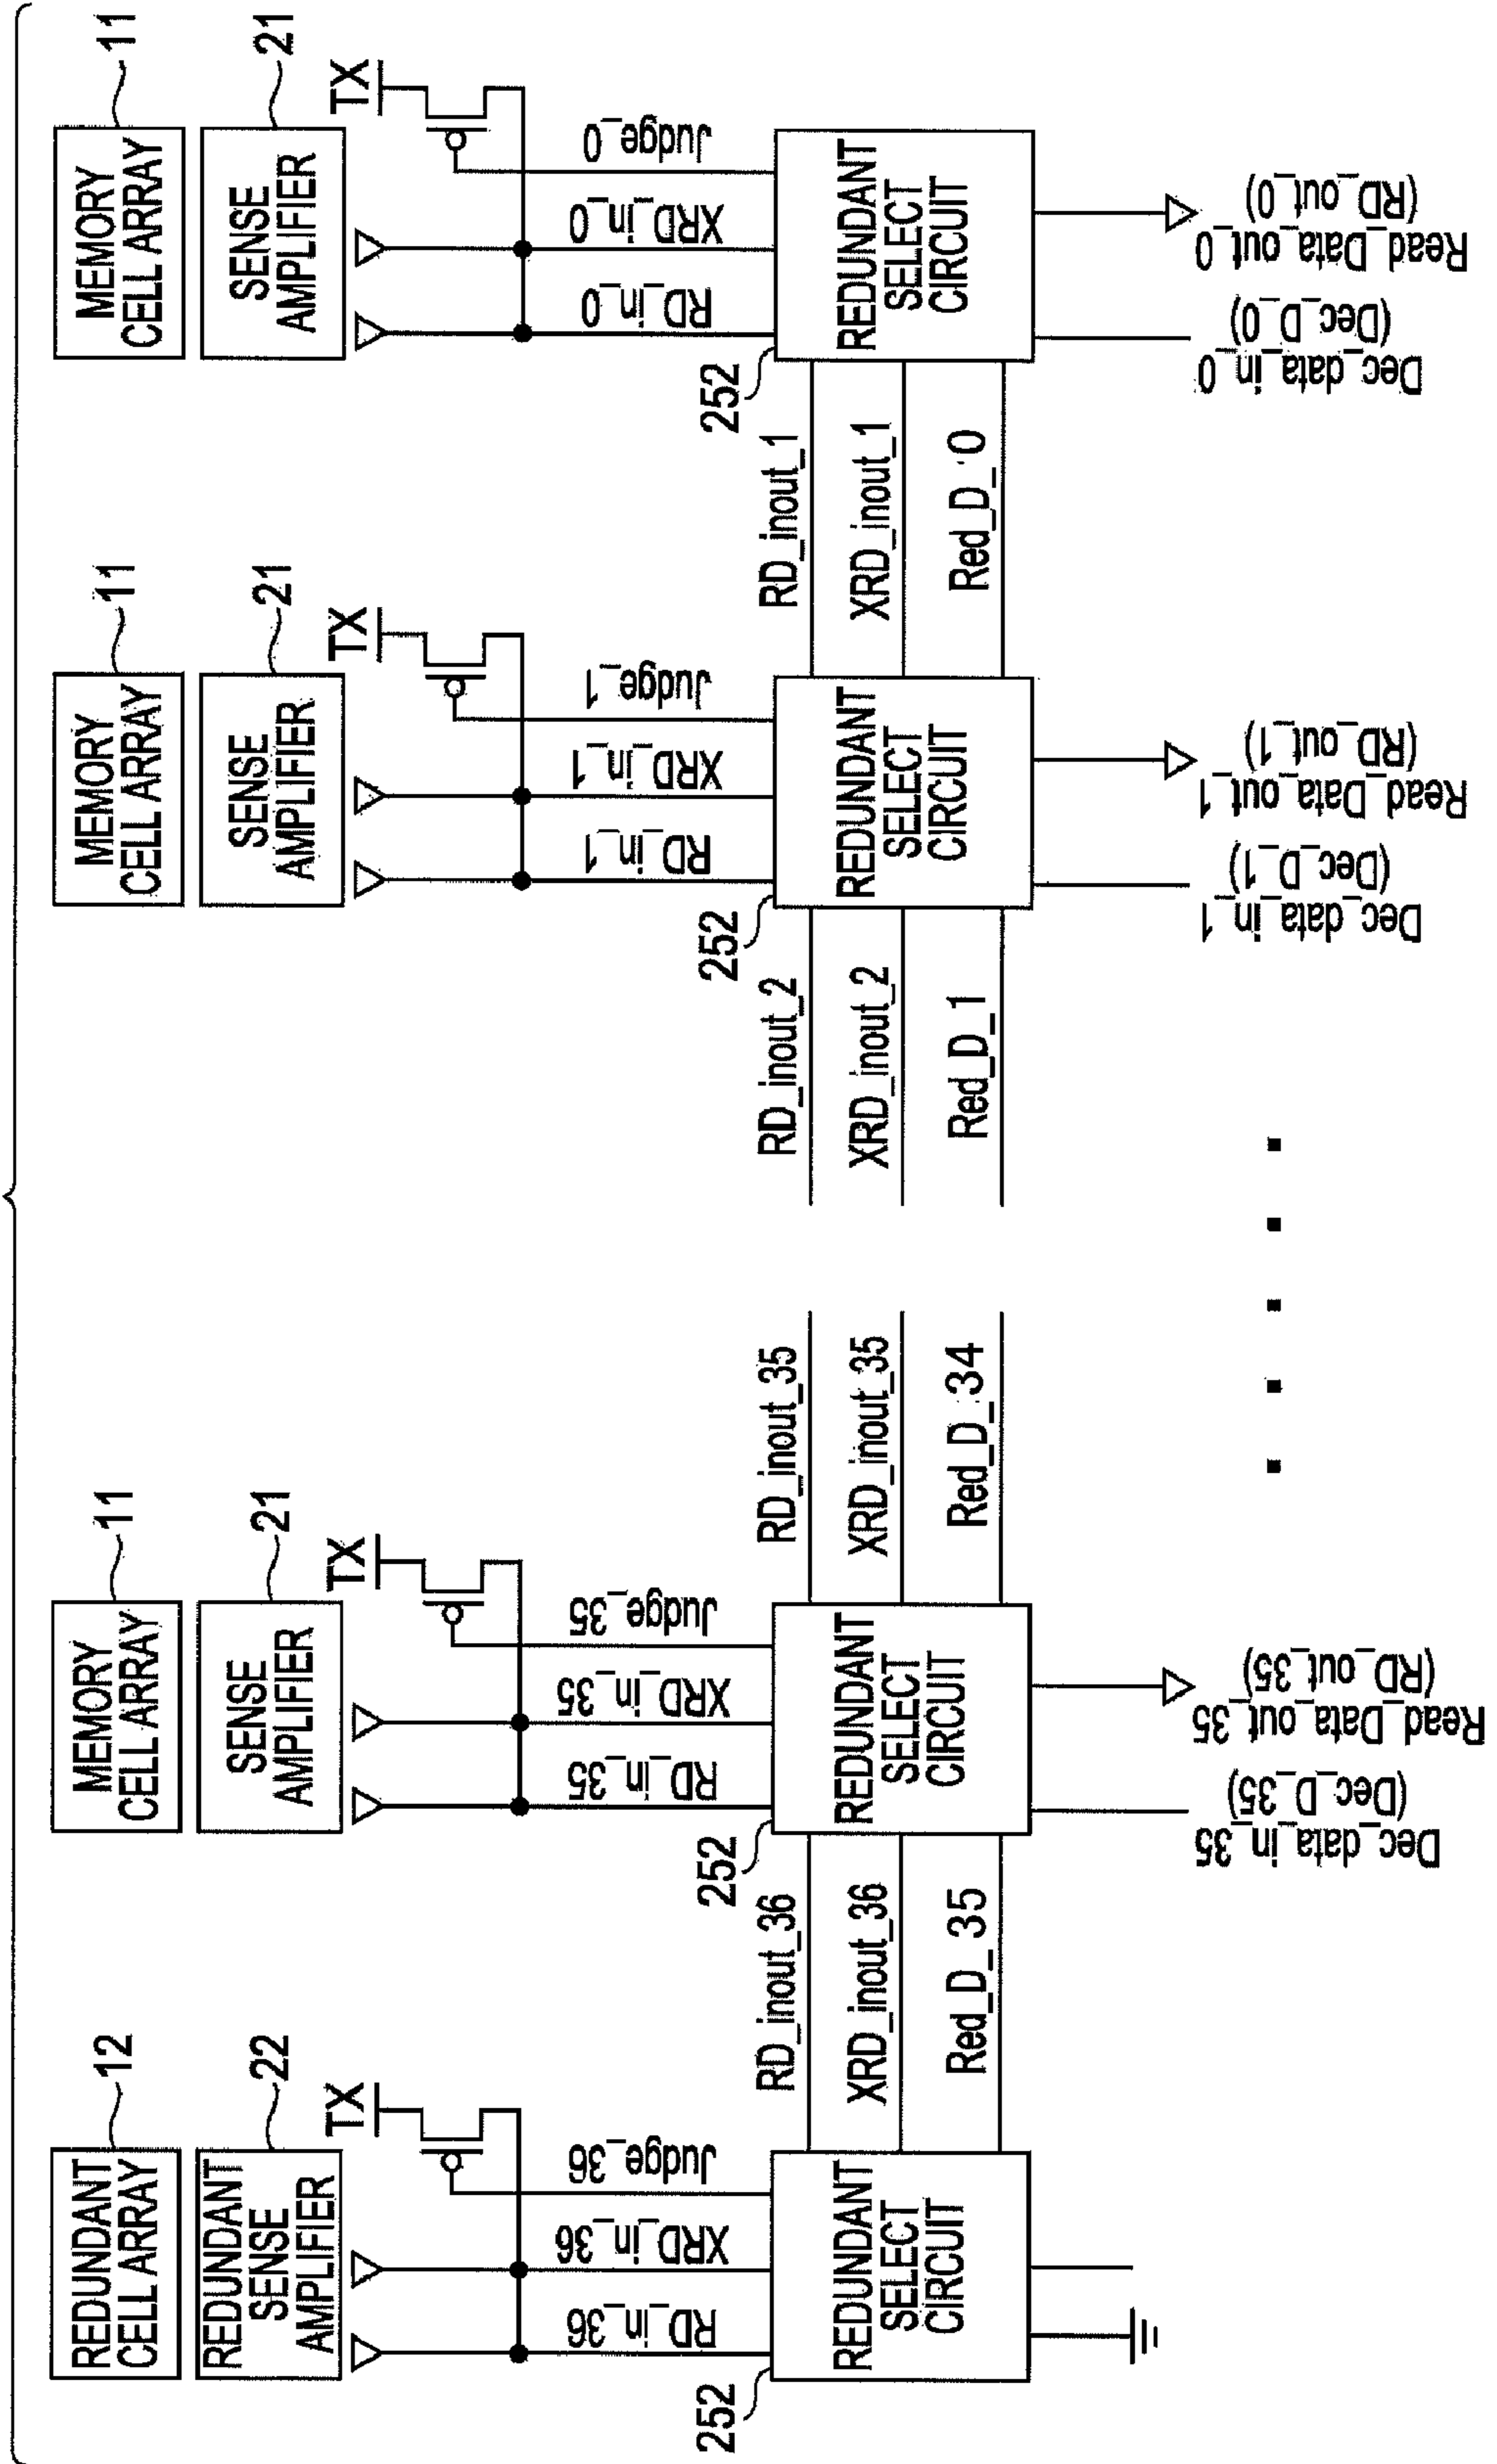 REDUNDANT
CELL ARRAY
12
REDUNDANT
SENSE
AMPLIFIER
22
TX
RD_in_36
XRD_in_36
Judge_36
252
REDUNDANT
SELECT
CIRCUIT
RD_inout_36
XRD_inout_36
Red_D_35
MEMORY
CELL ARRAY
11
SENSE
AMPLIFIER
21
TX
RD_in_35
XRD_in_35
Judge_35
252
REDUNDANT
SELECT
CIRCUIT
Dec_data_in_35
(Dec_D_35)
Read_Data_out_35
(RD_out_35)
RD_inout_35
XRD_inout_35
Red_D_34
RD_inout_2
XRD_inout_2
Red_D_1
MEMORY
CELL ARRAY
11
SENSE
AMPLIFIER
21
TX
RD_in_1
XRD_in_1
Judge_1
252
REDUNDANT
SELECT
CIRCUIT
Dec_data_in_1
(Dec_D_1)
Read_Data_out_1
(RD_out_1)
RD_inout_1
XRD_inout_1
Red_D_0
MEMORY
CELL ARRAY
11
SENSE
AMPLIFIER
21
TX
RD_in_0
XRD_in_0
Judge_0
252
REDUNDANT
SELECT
CIRCUIT
Dec_data_in_0
(Dec_D_0)
Read_Data_out_0
(RD_out_0)